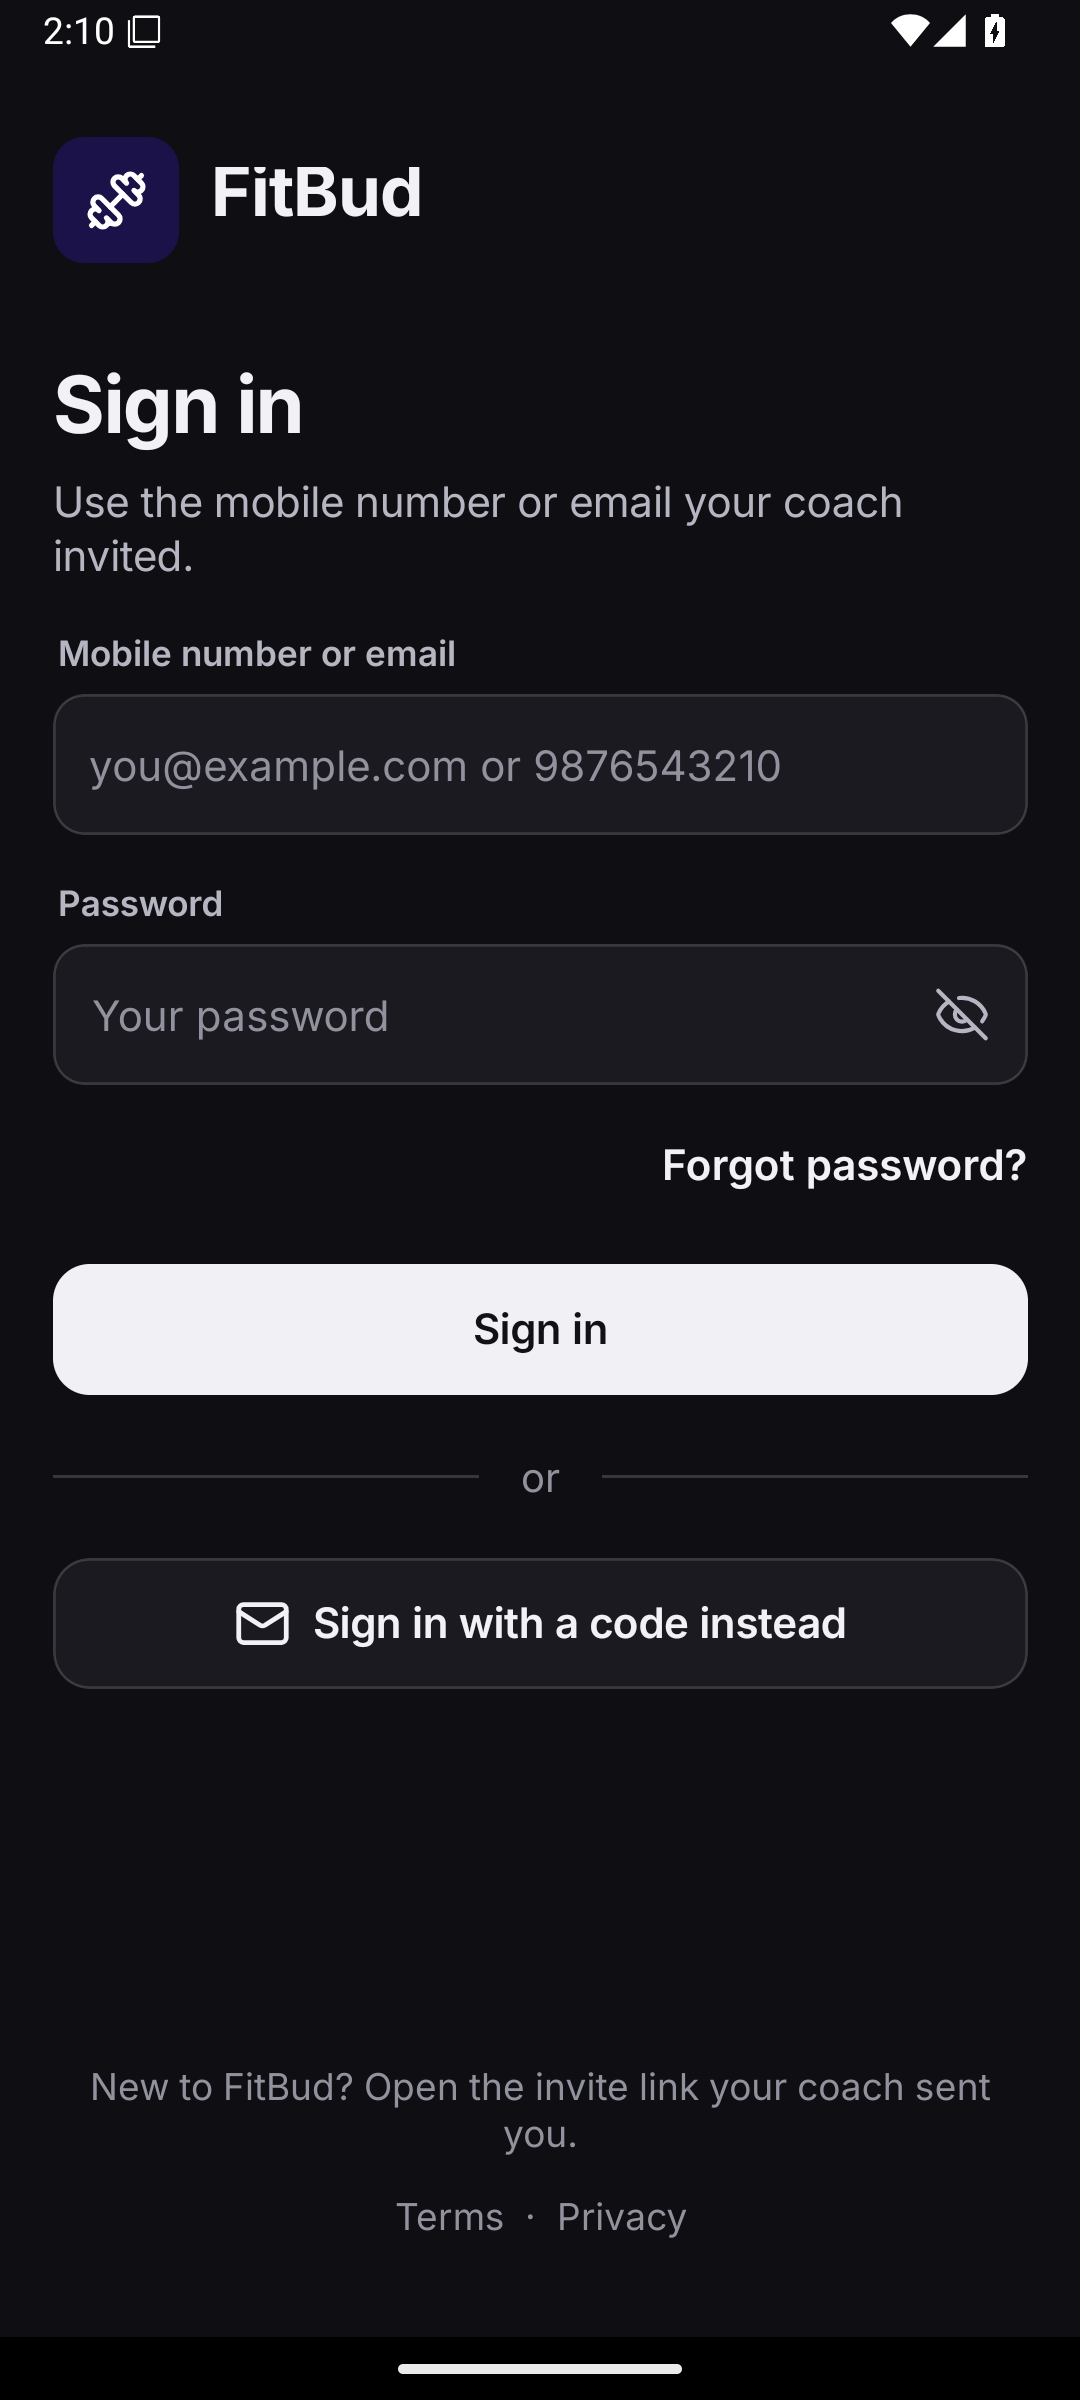 2:10
FitBud
Sign in
Use the mobile number or email your coach
invited.
Mobile number or email
you@example.com or 9876543210
Password
Your password
Forgot password?
Sign in
or
Sign in with a code instead
New to FitBud? Open the invite link your coach sent
you.
Terms · Privacy